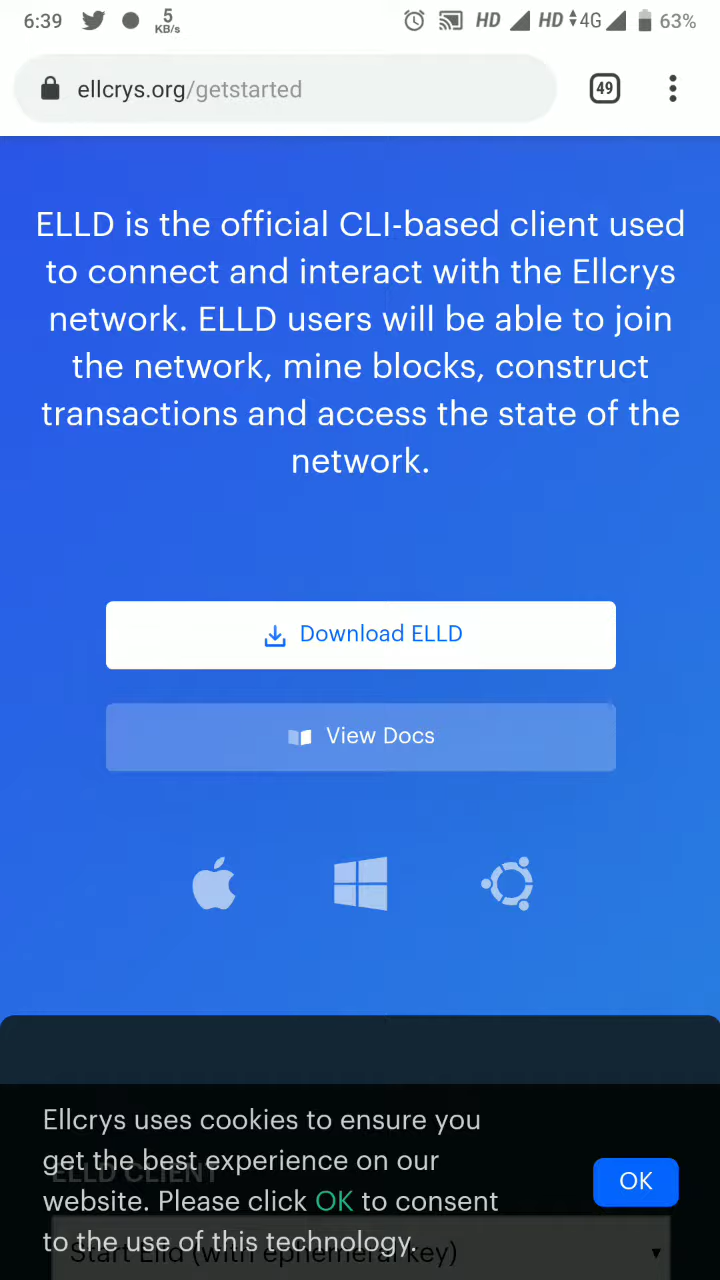 6:39 5 KB/s HD HD 4G 63%
ellcrys.org/getstarted 49
ELLD is the official CLI-based client used
to connect and interact with the Ellcrys
network. ELLD users will be able to join
the network, mine blocks, construct
transactions and access the state of the
network.
Download ELLD
View Docs
Ellcrys uses cookies to ensure you
get the best experience on our
ELLD CLIENT
website. Please click OK to consent
OK
to the use of this technology.
Start Elld (with ephemeral key)